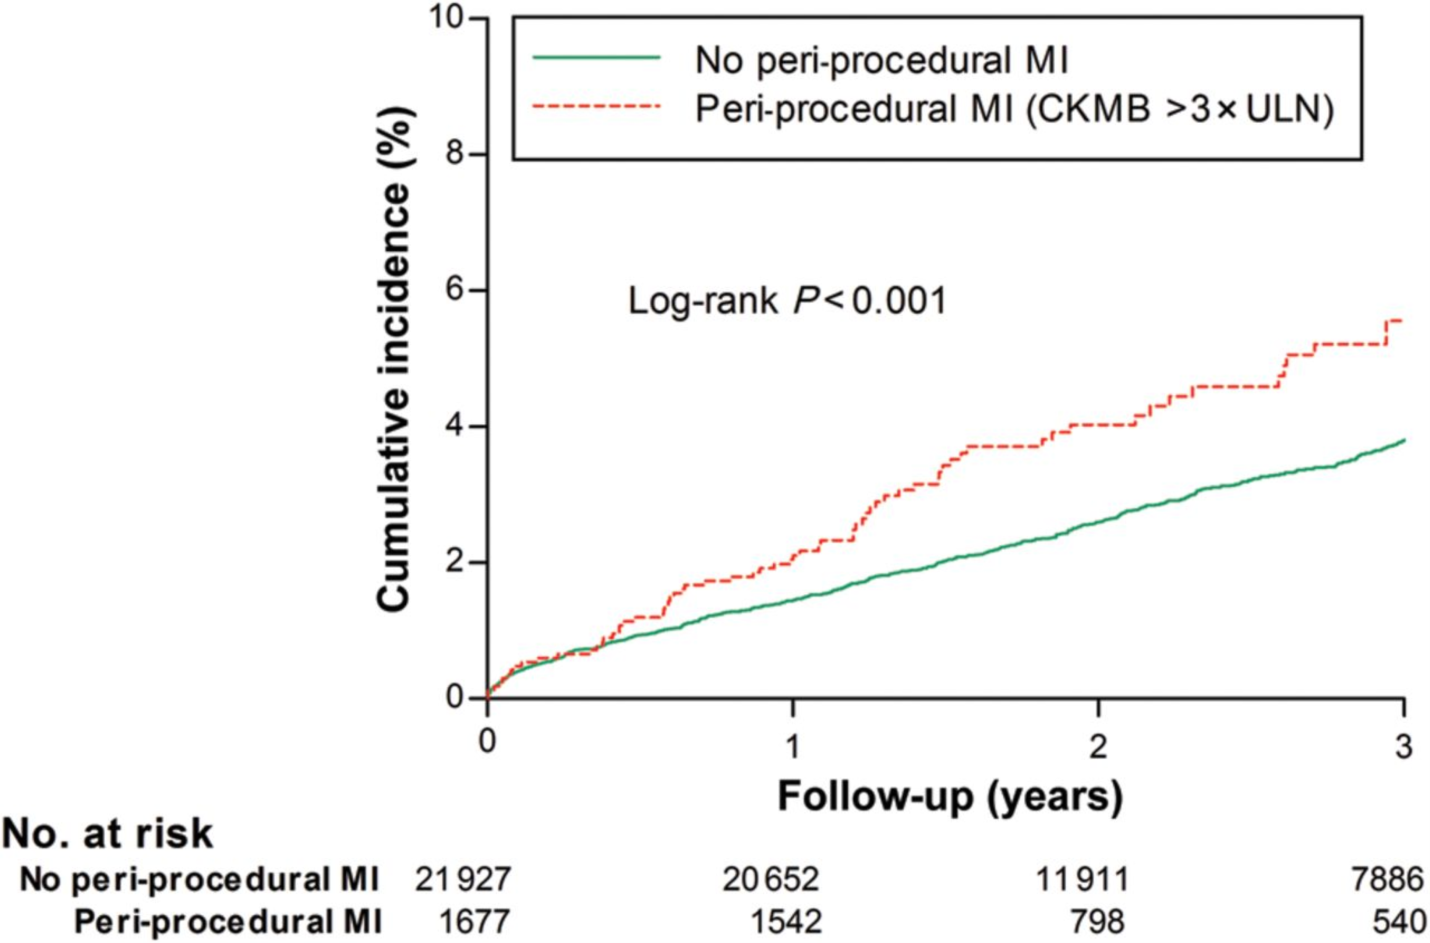 10
No peri-procedural MI
Peri-procedural MI (CKMB >3×ULN)
8
6
Log-rank P<0.001
4
2
0
Cumulative incidence (%)
0 1 2 3
Follow-up (years)
No. at risk
No peri-procedural MI 21927 20652 11911 7886
Peri-procedural MI 1677 1542 798 540